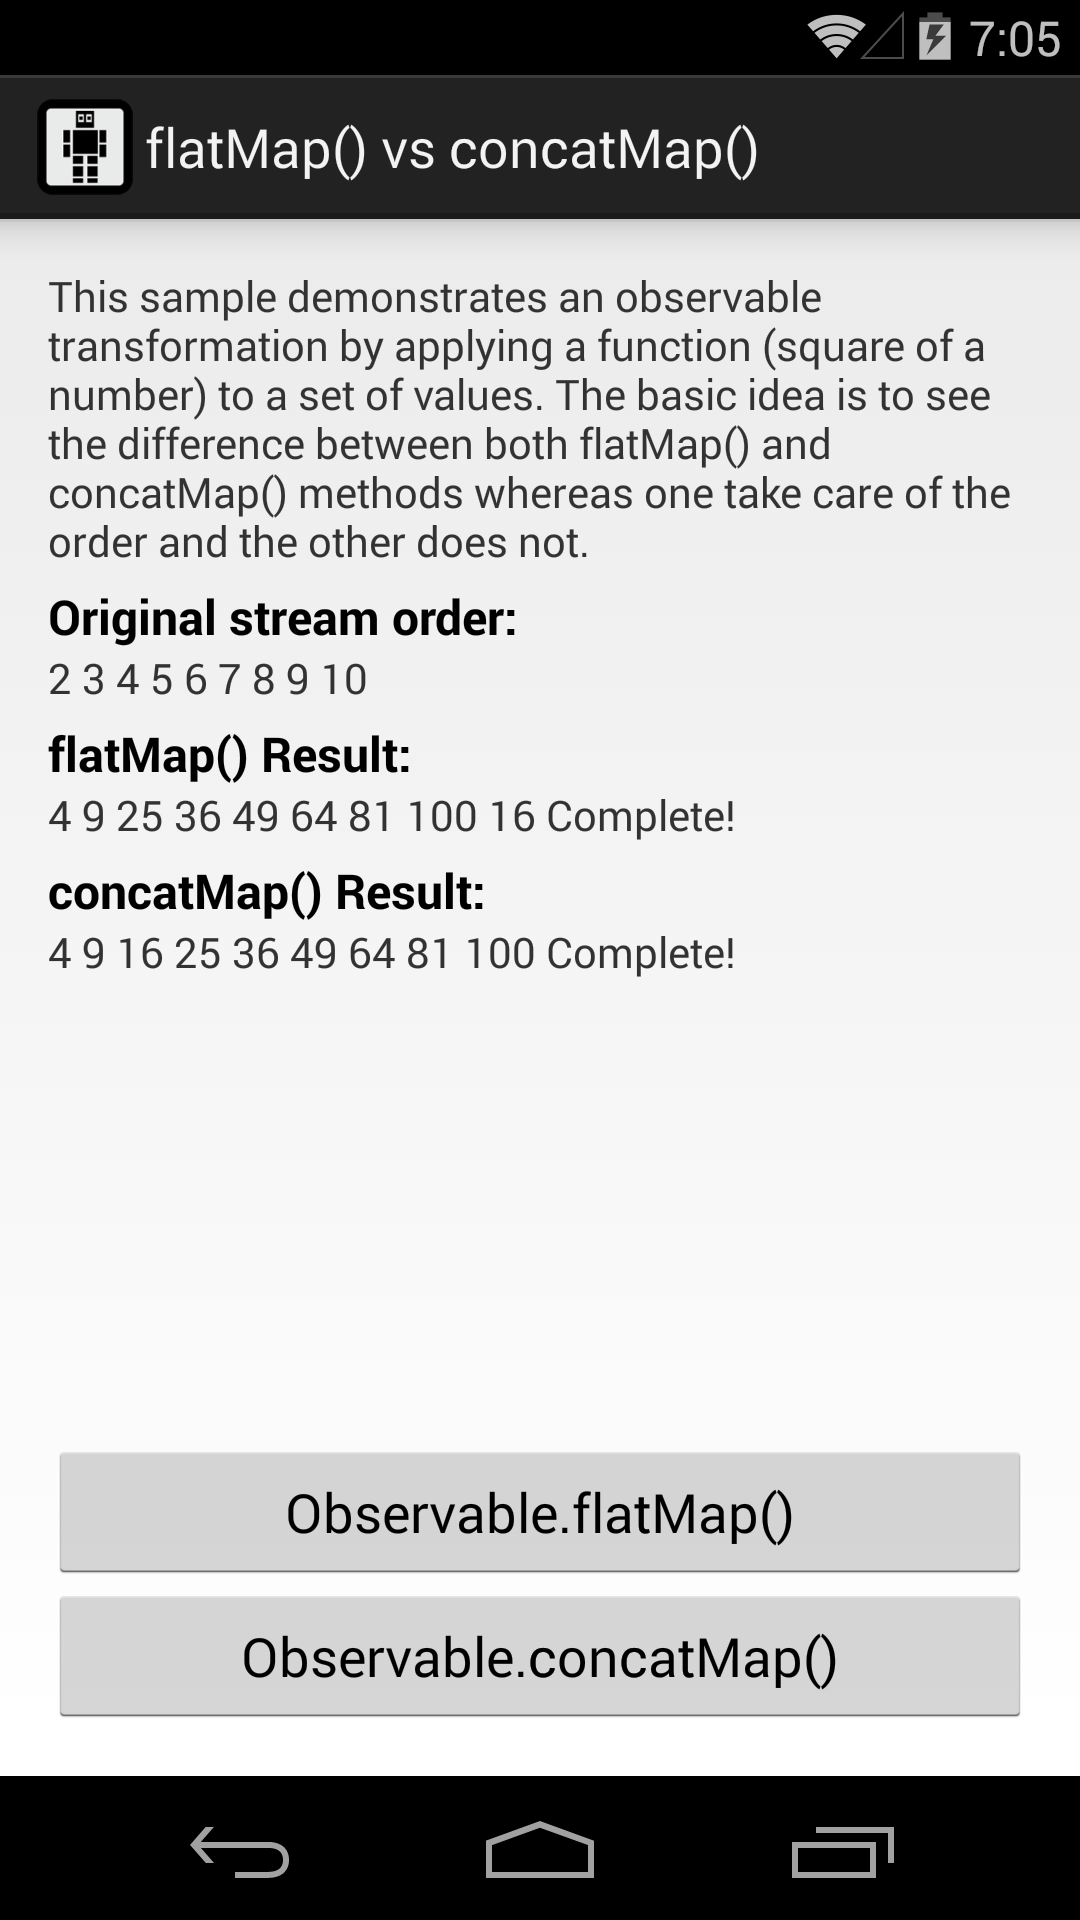 7:05
flatMap() vs concatMap()
This sample demonstrates an observable
transformation by applying a function (square of a
number) to a set of values. The basic idea is to see
the difference between both flatMap() and
concatMap() methods whereas one take care of the
order and the other does not.
Original stream order:
2 3 4 5 6 7 8 9 10
flatMap() Result:
4 9 25 36 49 64 81 100 16 Complete!
concatMap() Result:
4 9 16 25 36 49 64 81 100 Complete!
Observable.flatMap()
Observable.concatMap()